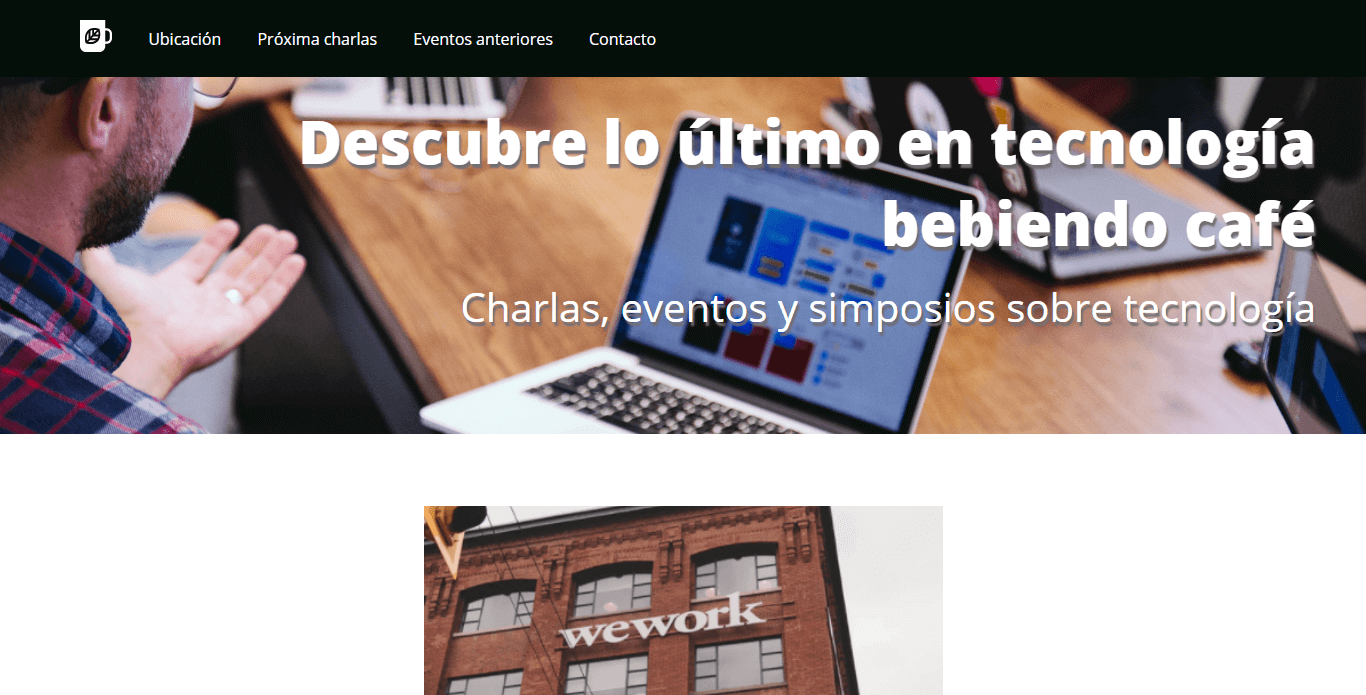 Ubicación
Próxima charlas
Eventos anteriores
Contacto
Descubre lo último en tecnología
bebiendo café
Charlas, eventos y simposios sobre tecnología
wework